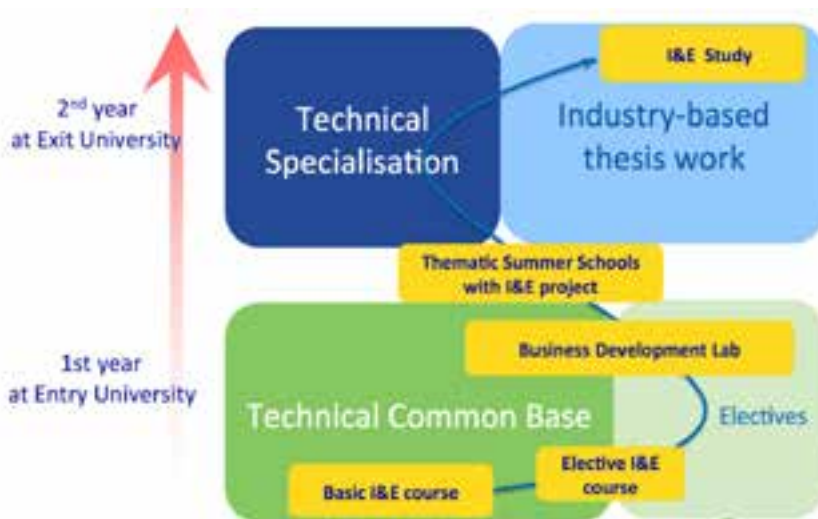 I&E Study
2nd year
at Exit University
Technical
Specialisation
Industry-based
thesis work
Thematic Summer Schools
with I&E project
Business Development Lab
1st year
at Entry University
Technical Common Base
Electives
Elective I&E
course
Basic I&E course